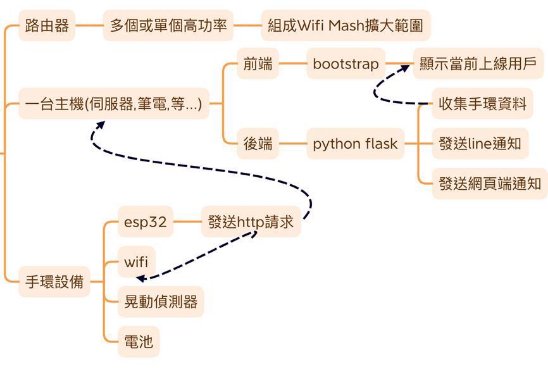 路由器
多個或單個高功率
組成Wifi Mash擴大範圍
前端
bootstrap
顯示當前上線用戶
一台主機(伺服器,筆電,等...)
收集手環資料
後端
python flask
發送line通知
發送網頁端通知
esp32
發送http請求
wifi
手環設備
晃動偵測器
電池